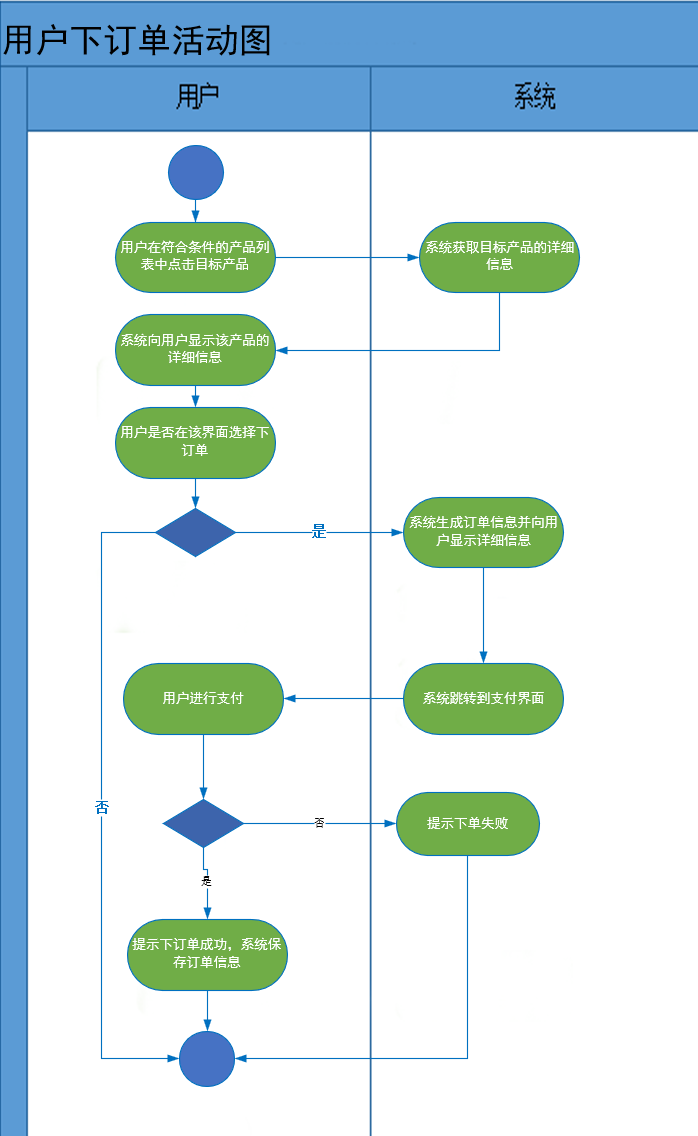 用户下订单活动图
用户
系统
用户在符合条件的产品列
表中点击目标产品
系统获取目标产品的详细
信息
系统向用户显示该产品的
详细信息
用户是否在该界面选择下
订单
是
系统生成订单信息并向用
户显示详细信息
用户进行支付
系统跳转到支付界面
否
否
提示下单失败
是
提示下订单成功，系统保
存订单信息